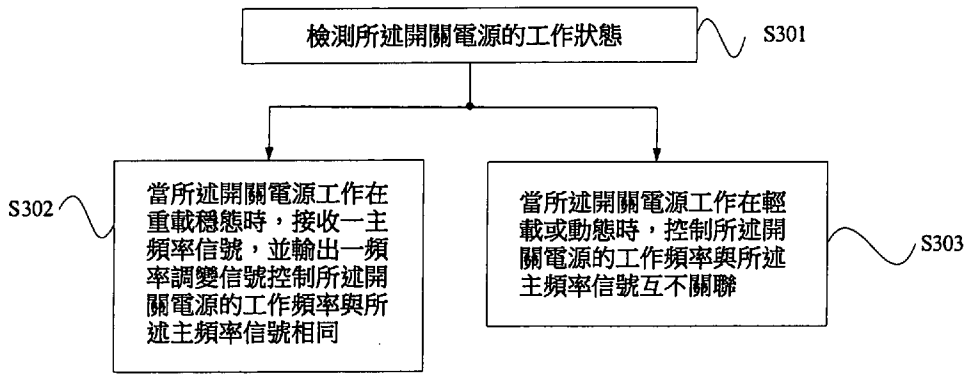 檢測所述開關電源的工作狀態
S301
S302
當所述開關電源工作在
重載穩態時，接收一主
頻率信號，並輸出一頻
率調變信號控制所述開
關電源的工作頻率與所
述主頻率信號相同
當所述開關電源工作在輕
載或動態時，控制所述開
關電源的工作頻率與所述
主頻率信號互不關聯
S303